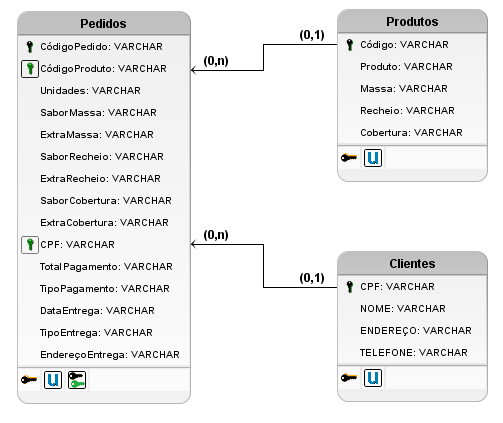 Pedidos
CódigoPedido: VARCHAR
CódigoProduto: VARCHAR
Unidades: VARCHAR
SaborMassa: VARCHAR
ExtraMassa: VARCHAR
SaborRecheio: VARCHAR
ExtraRecheio: VARCHAR
SaborCobertura: VARCHAR
ExtraCobertura: VARCHAR
CPF: VARCHAR
TotalPagamento: VARCHAR
TipoPagamento: VARCHAR
DataEntrega: VARCHAR
TipoEntrega: VARCHAR
EndereçoEntrega: VARCHAR
U
(0,n)
(0,1)
Produtos
Código: VARCHAR
Produto: VARCHAR
Massa: VARCHAR
Recheio: VARCHAR
Cobertura: VARCHAR
U
(0,n)
(0,1)
Clientes
CPF: VARCHAR
NOME: VARCHAR
ENDEREÇO: VARCHAR
TELEFONE: VARCHAR
U